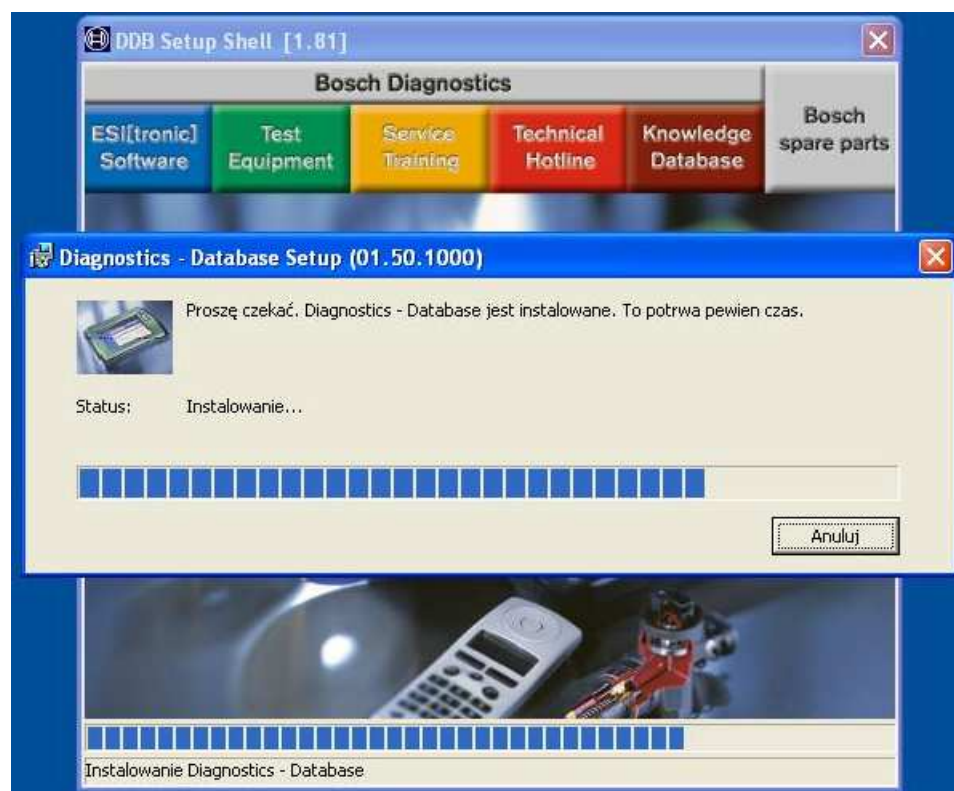 DDB Setup Shell [1.81]
Bosch Diagnostics
ESI[tronic]
Software
Test
Equipment
Service
Training
Technical
Hotline
Knowledge
Database
Bosch
spare parts
Diagnostics - Database Setup (01.50.1000)
Proszę czekać. Diagnostics - Database jest instalowane. To potrwa pewien czas.
Status: Instalowanie...
Anuluj
Instalowanie Diagnostics - Database